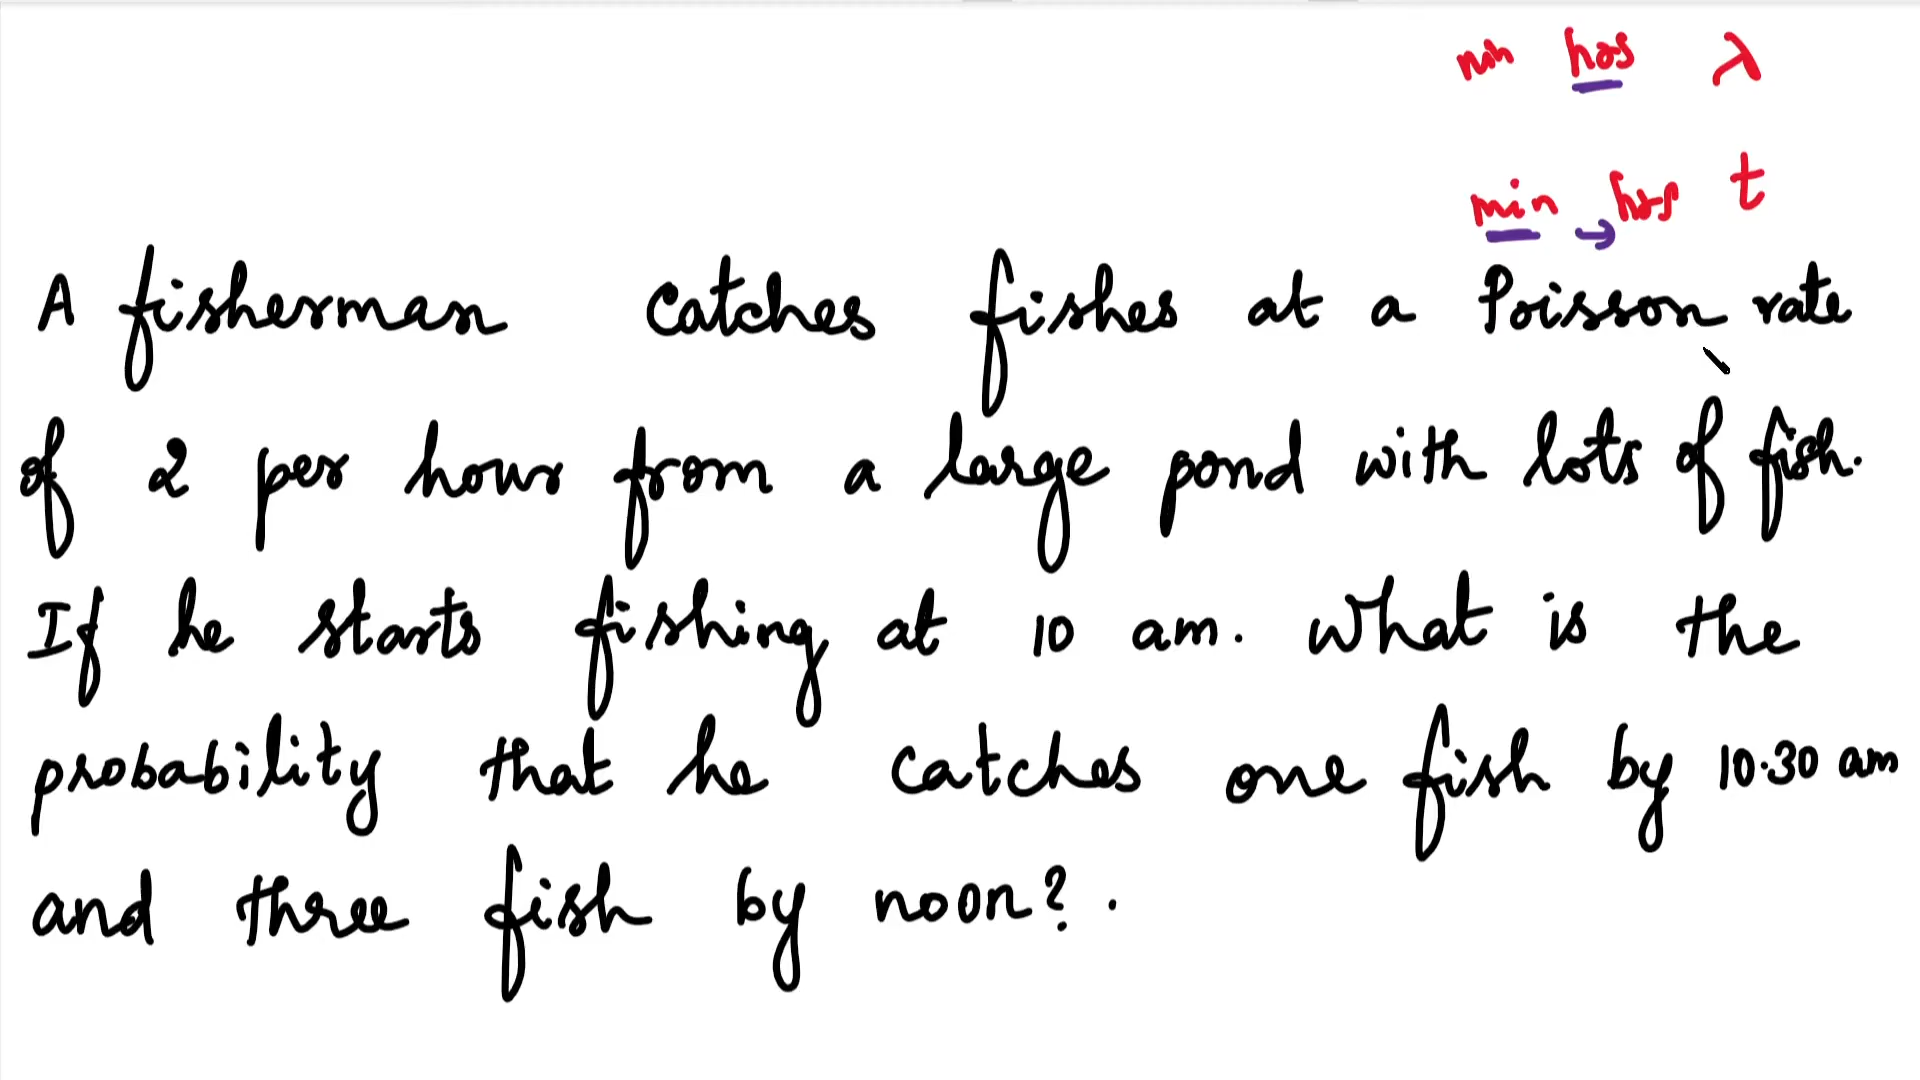 min hrs λ
min → hrs t
A fisherman catches fishes at a Poisson rate
of 2 per hour from a large pond with lots of fish.
If he starts fishing at 10 am. What is the
probability that he catches one fish by 10.30 am
and three fish by noon? .